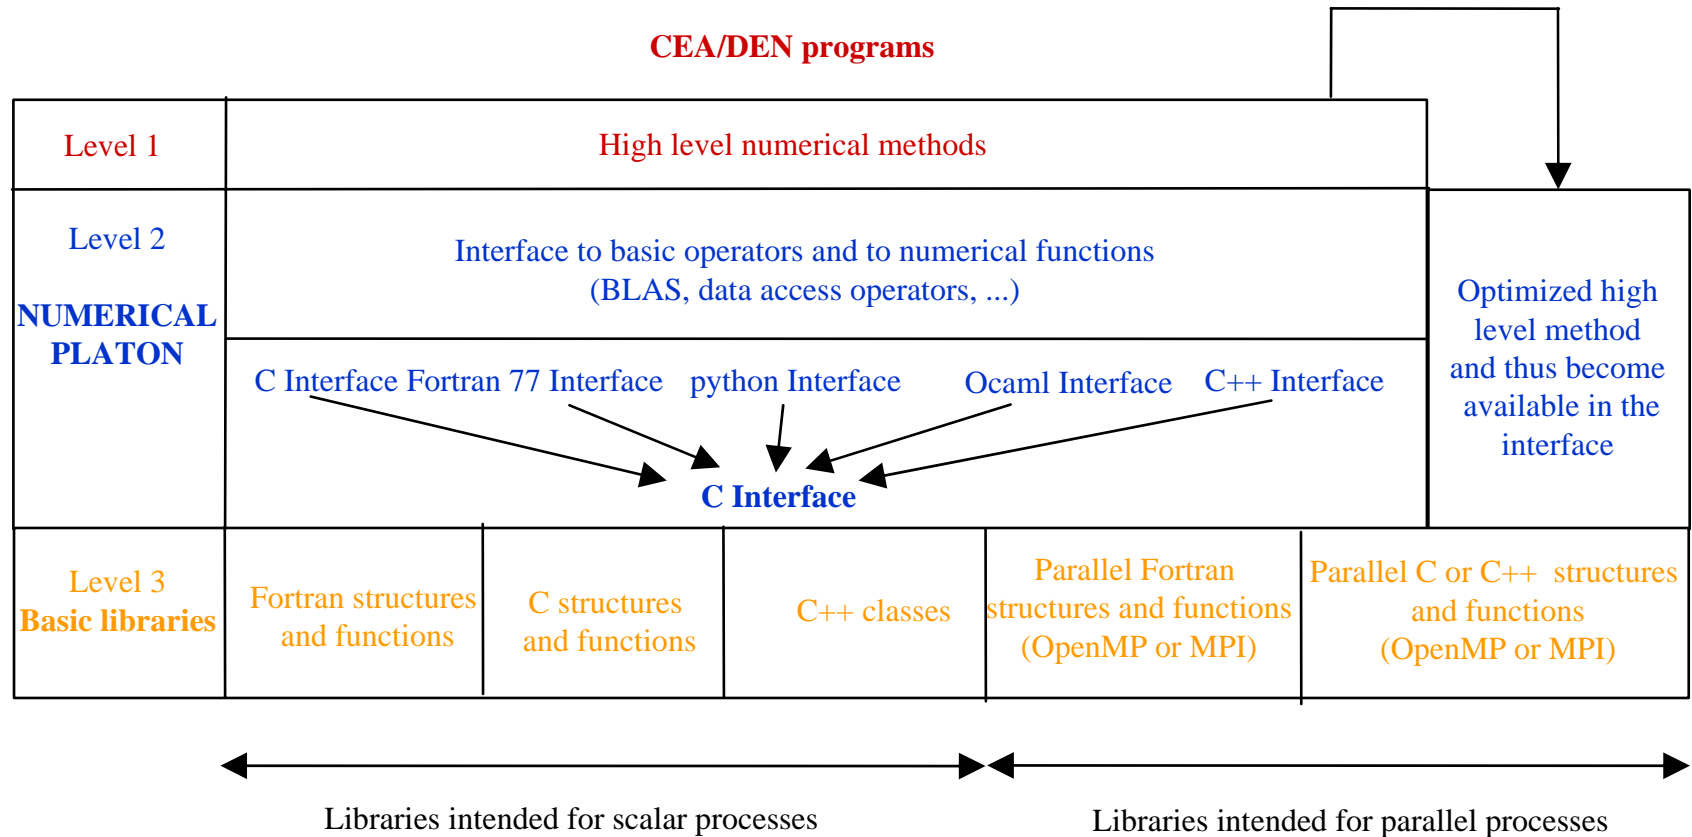 CEA/DEN programs
Level 1
High level numerical methods
Level 2
NUMERICAL
PLATON
Interface to basic operators and to numerical functions
(BLAS, data access operators, ...)
C Interface Fortran 77 Interface python Interface Ocaml Interface C++ Interface
C Interface
Optimized high
level method
and thus become
available in the
interface
Level 3
Basic libraries
Fortran structures
and functions
C structures
and functions
C++ classes
Parallel Fortran
structures and functions
(OpenMP or MPI)
Parallel C or C++ structures
and functions
(OpenMP or MPI)
Libraries intended for scalar processes
Libraries intended for parallel processes